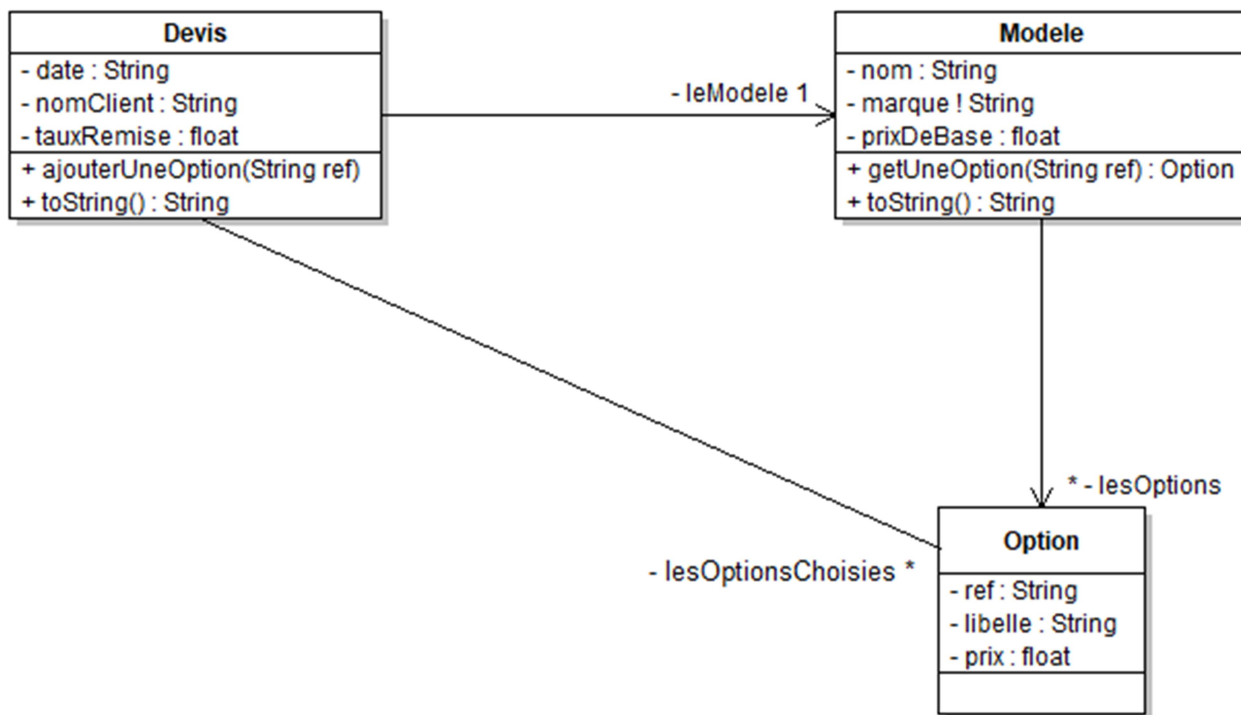 Devis
- date : String
- nomClient : String
- tauxRemise : float
+ ajouterUneOption(String ref)
+ toString() : String
- leModele 1
Modele
- nom : String
- marque ! String
- prixDeBase : float
+ getUneOption(String ref) : Option
+ toString() : String
* - lesOptions
- lesOptionsChoisies *
Option
- ref : String
- libelle : String
- prix : float